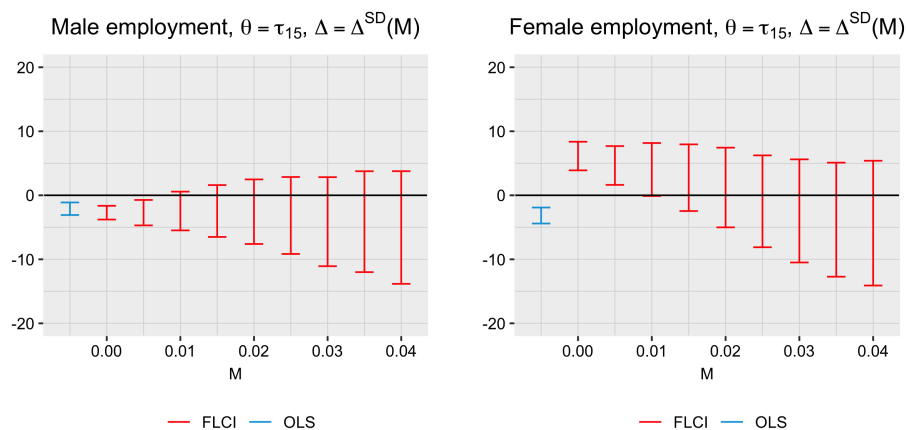 Male employment, θ = τ15, Δ = Δ^SD(M)
20
10
0
-10
-20
0.00 0.01 0.02 0.03 0.04
M
FLCI OLS
Female employment, θ = τ15, Δ = Δ^SD(M)
20
10
0
-10
-20
0.00 0.01 0.02 0.03 0.04
M
FLCI OLS